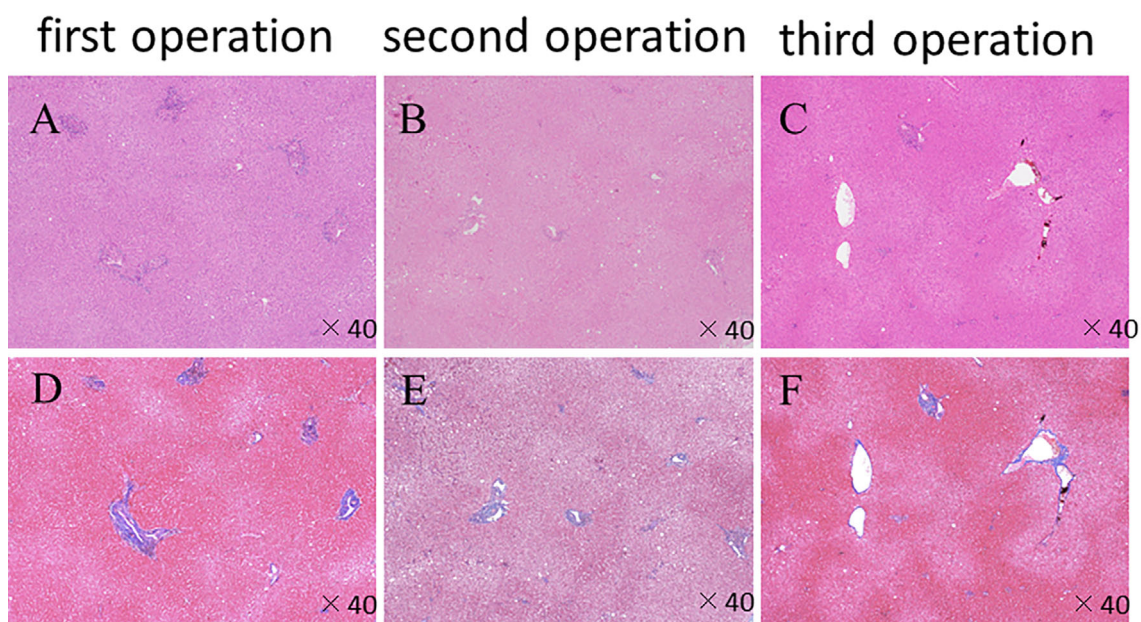 first operation second operation third operation
A B C
× 40 × 40 × 40
D E F
× 40 × 40 × 40